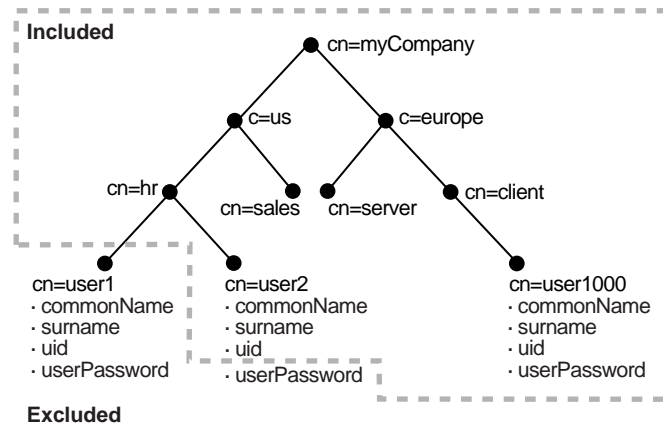 Included
cn=myCompany
c=us
c=europe
cn=hr
cn=sales
cn=server
cn=client
cn=user1
· commonName
· surname
· uid
· userPassword
cn=user2
· commonName
· surname
· uid
· userPassword
cn=user1000
· commonName
· surname
· uid
· userPassword
Excluded